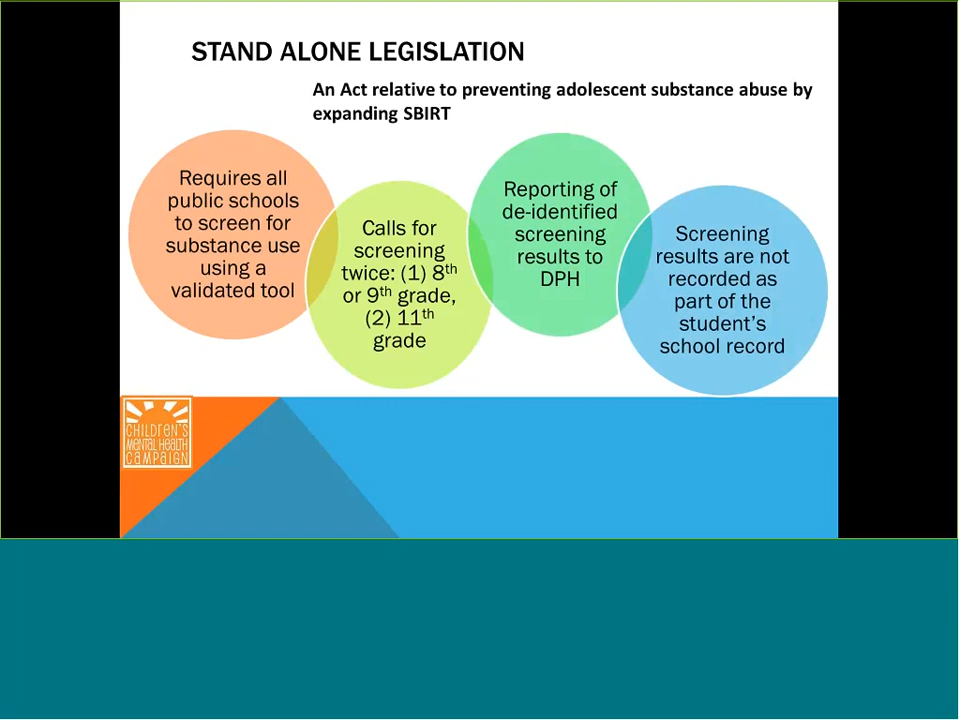 STAND ALONE LEGISLATION
An Act relative to preventing adolescent substance abuse by
expanding SBIRT
Requires all
public schools
to screen for
substance use
using a
validated tool
Calls for
screening
twice: (1) 8th
or 9th grade,
(2) 11th
grade
Reporting of
de-identified
screening
results to
DPH
Screening
results are not
recorded as
part of the
student’s
school record
CHILDREN'S
MENTAL HEALTH
CAMPAIGN